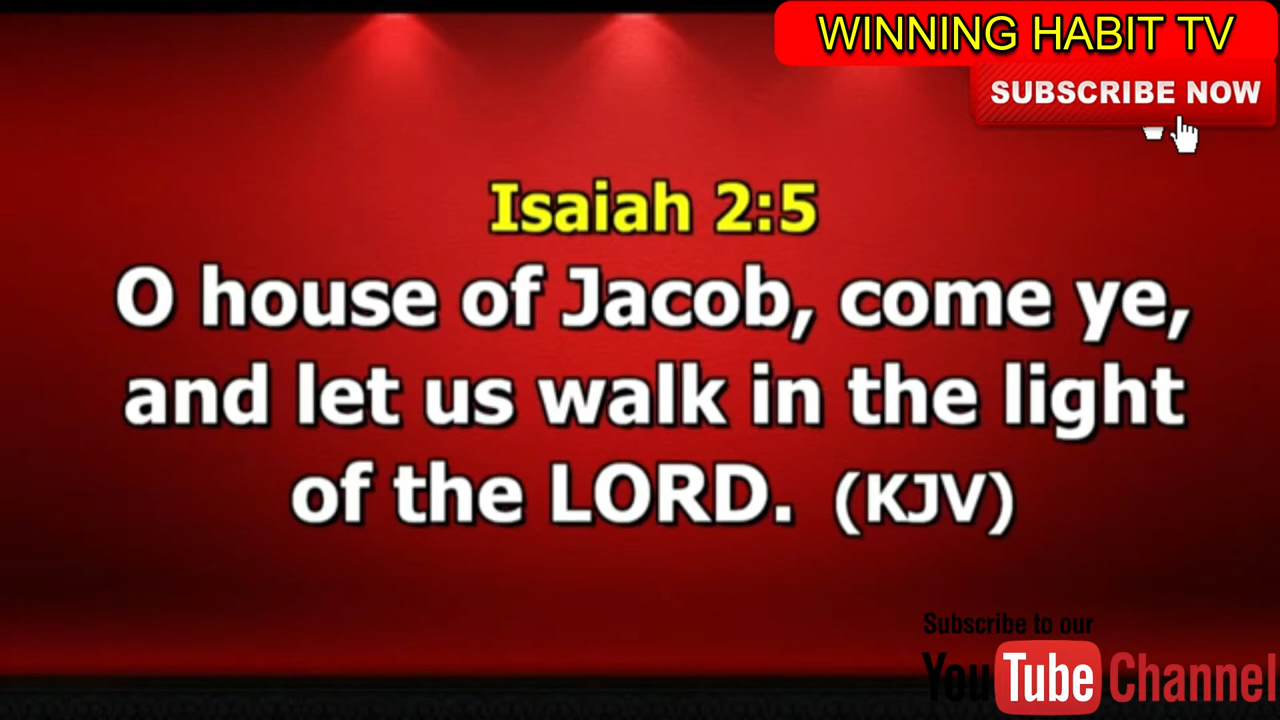 WINNING HABIT TV
SUBSCRIBE NOW
Isaiah 2:5
O house of Jacob, come ye,
and let us walk in the light
of the LORD. (KJV)
Subscribe to our
YouTube Channel